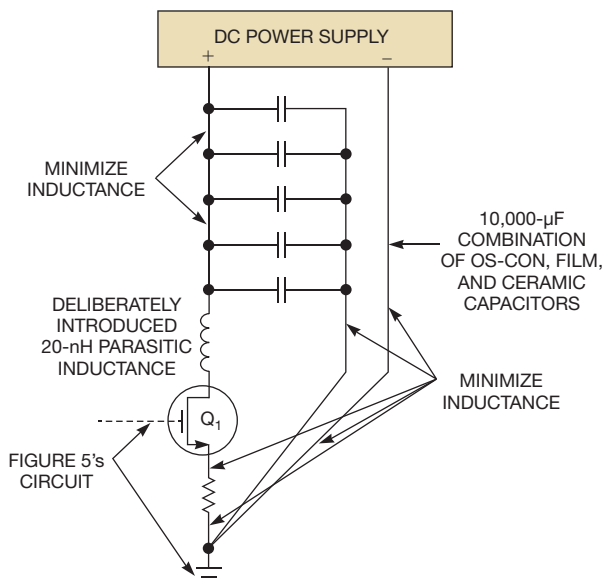 DC POWER SUPPLY
+
−
MINIMIZE
INDUCTANCE
10,000-µF
COMBINATION
OF OS-CON, FILM,
AND CERAMIC
CAPACITORS
DELIBERATELY
INTRODUCED
20-nH PARASITIC
INDUCTANCE
MINIMIZE
INDUCTANCE
Q1
FIGURE 5's
CIRCUIT